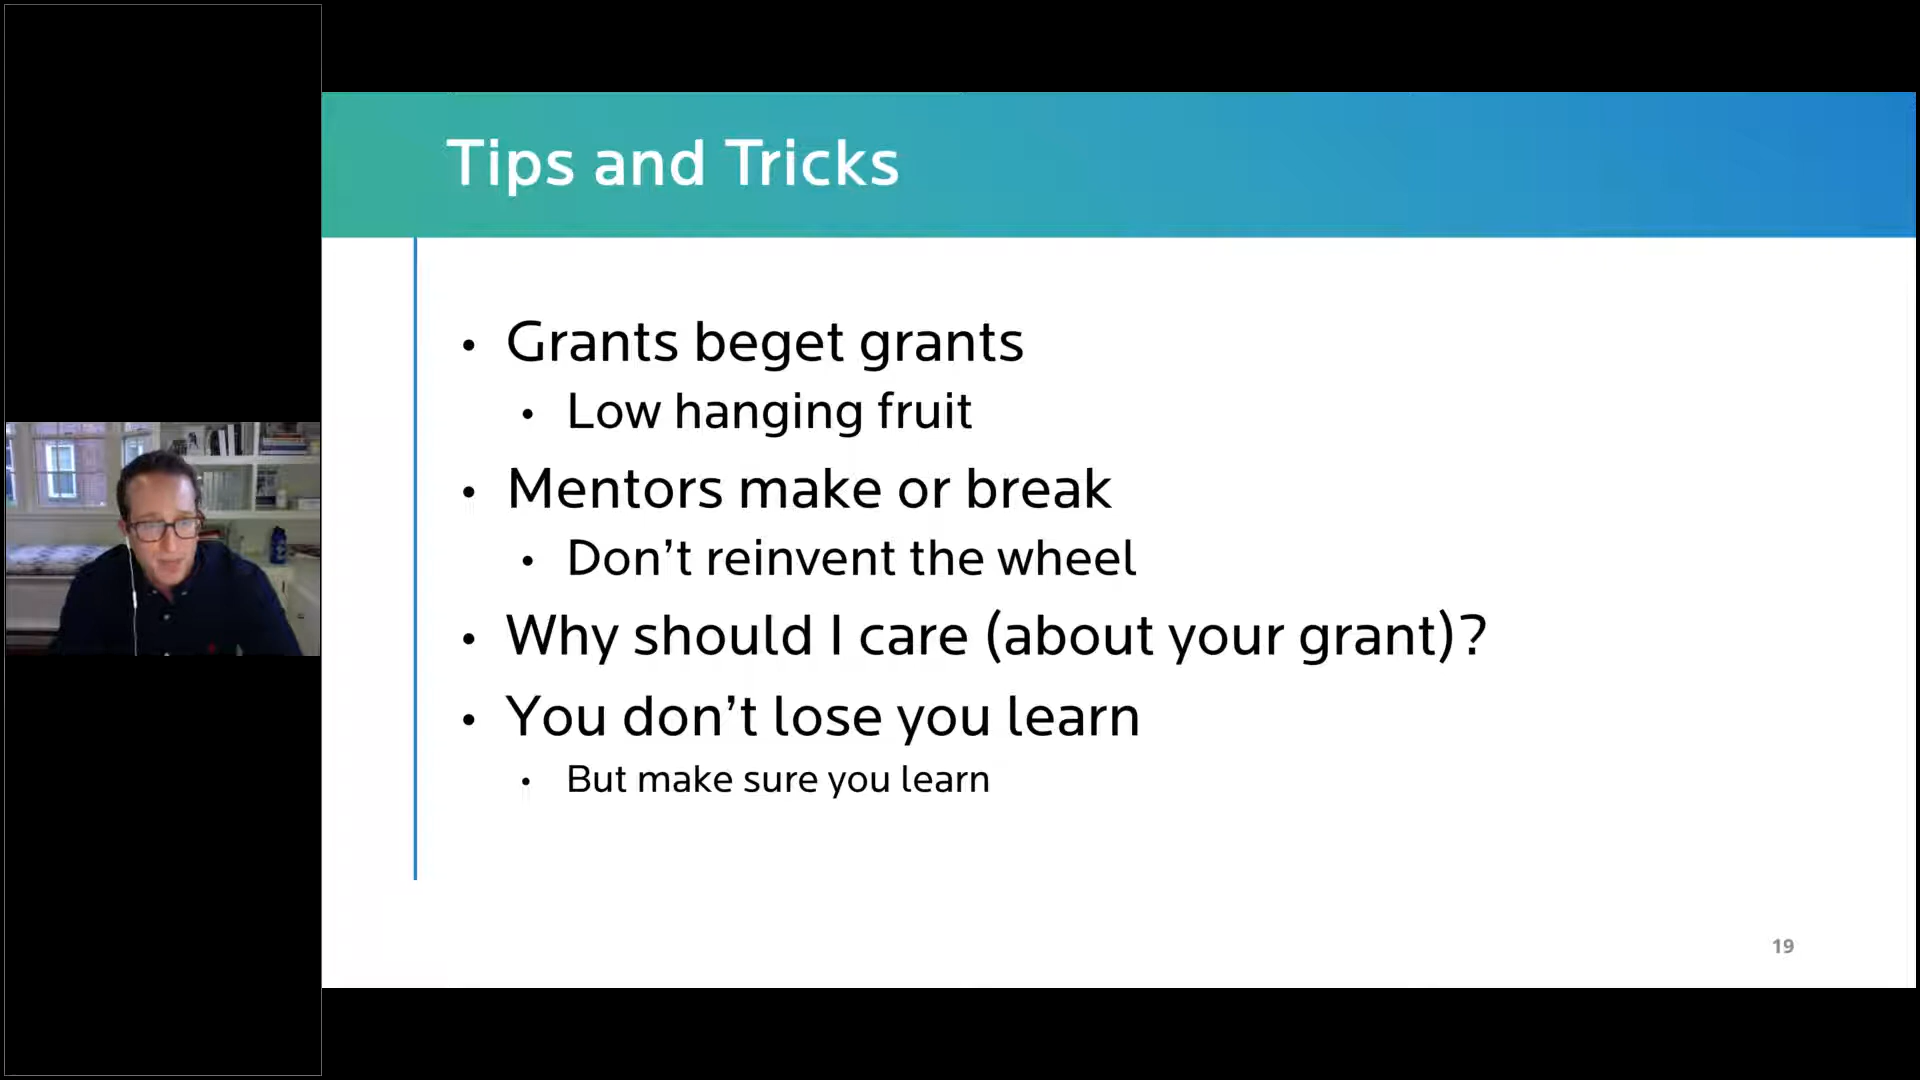 Tips and Tricks
• Grants beget grants
• Low hanging fruit
• Mentors make or break
• Don’t reinvent the wheel
• Why should I care (about your grant)?
• You don’t lose you learn
• But make sure you learn
19